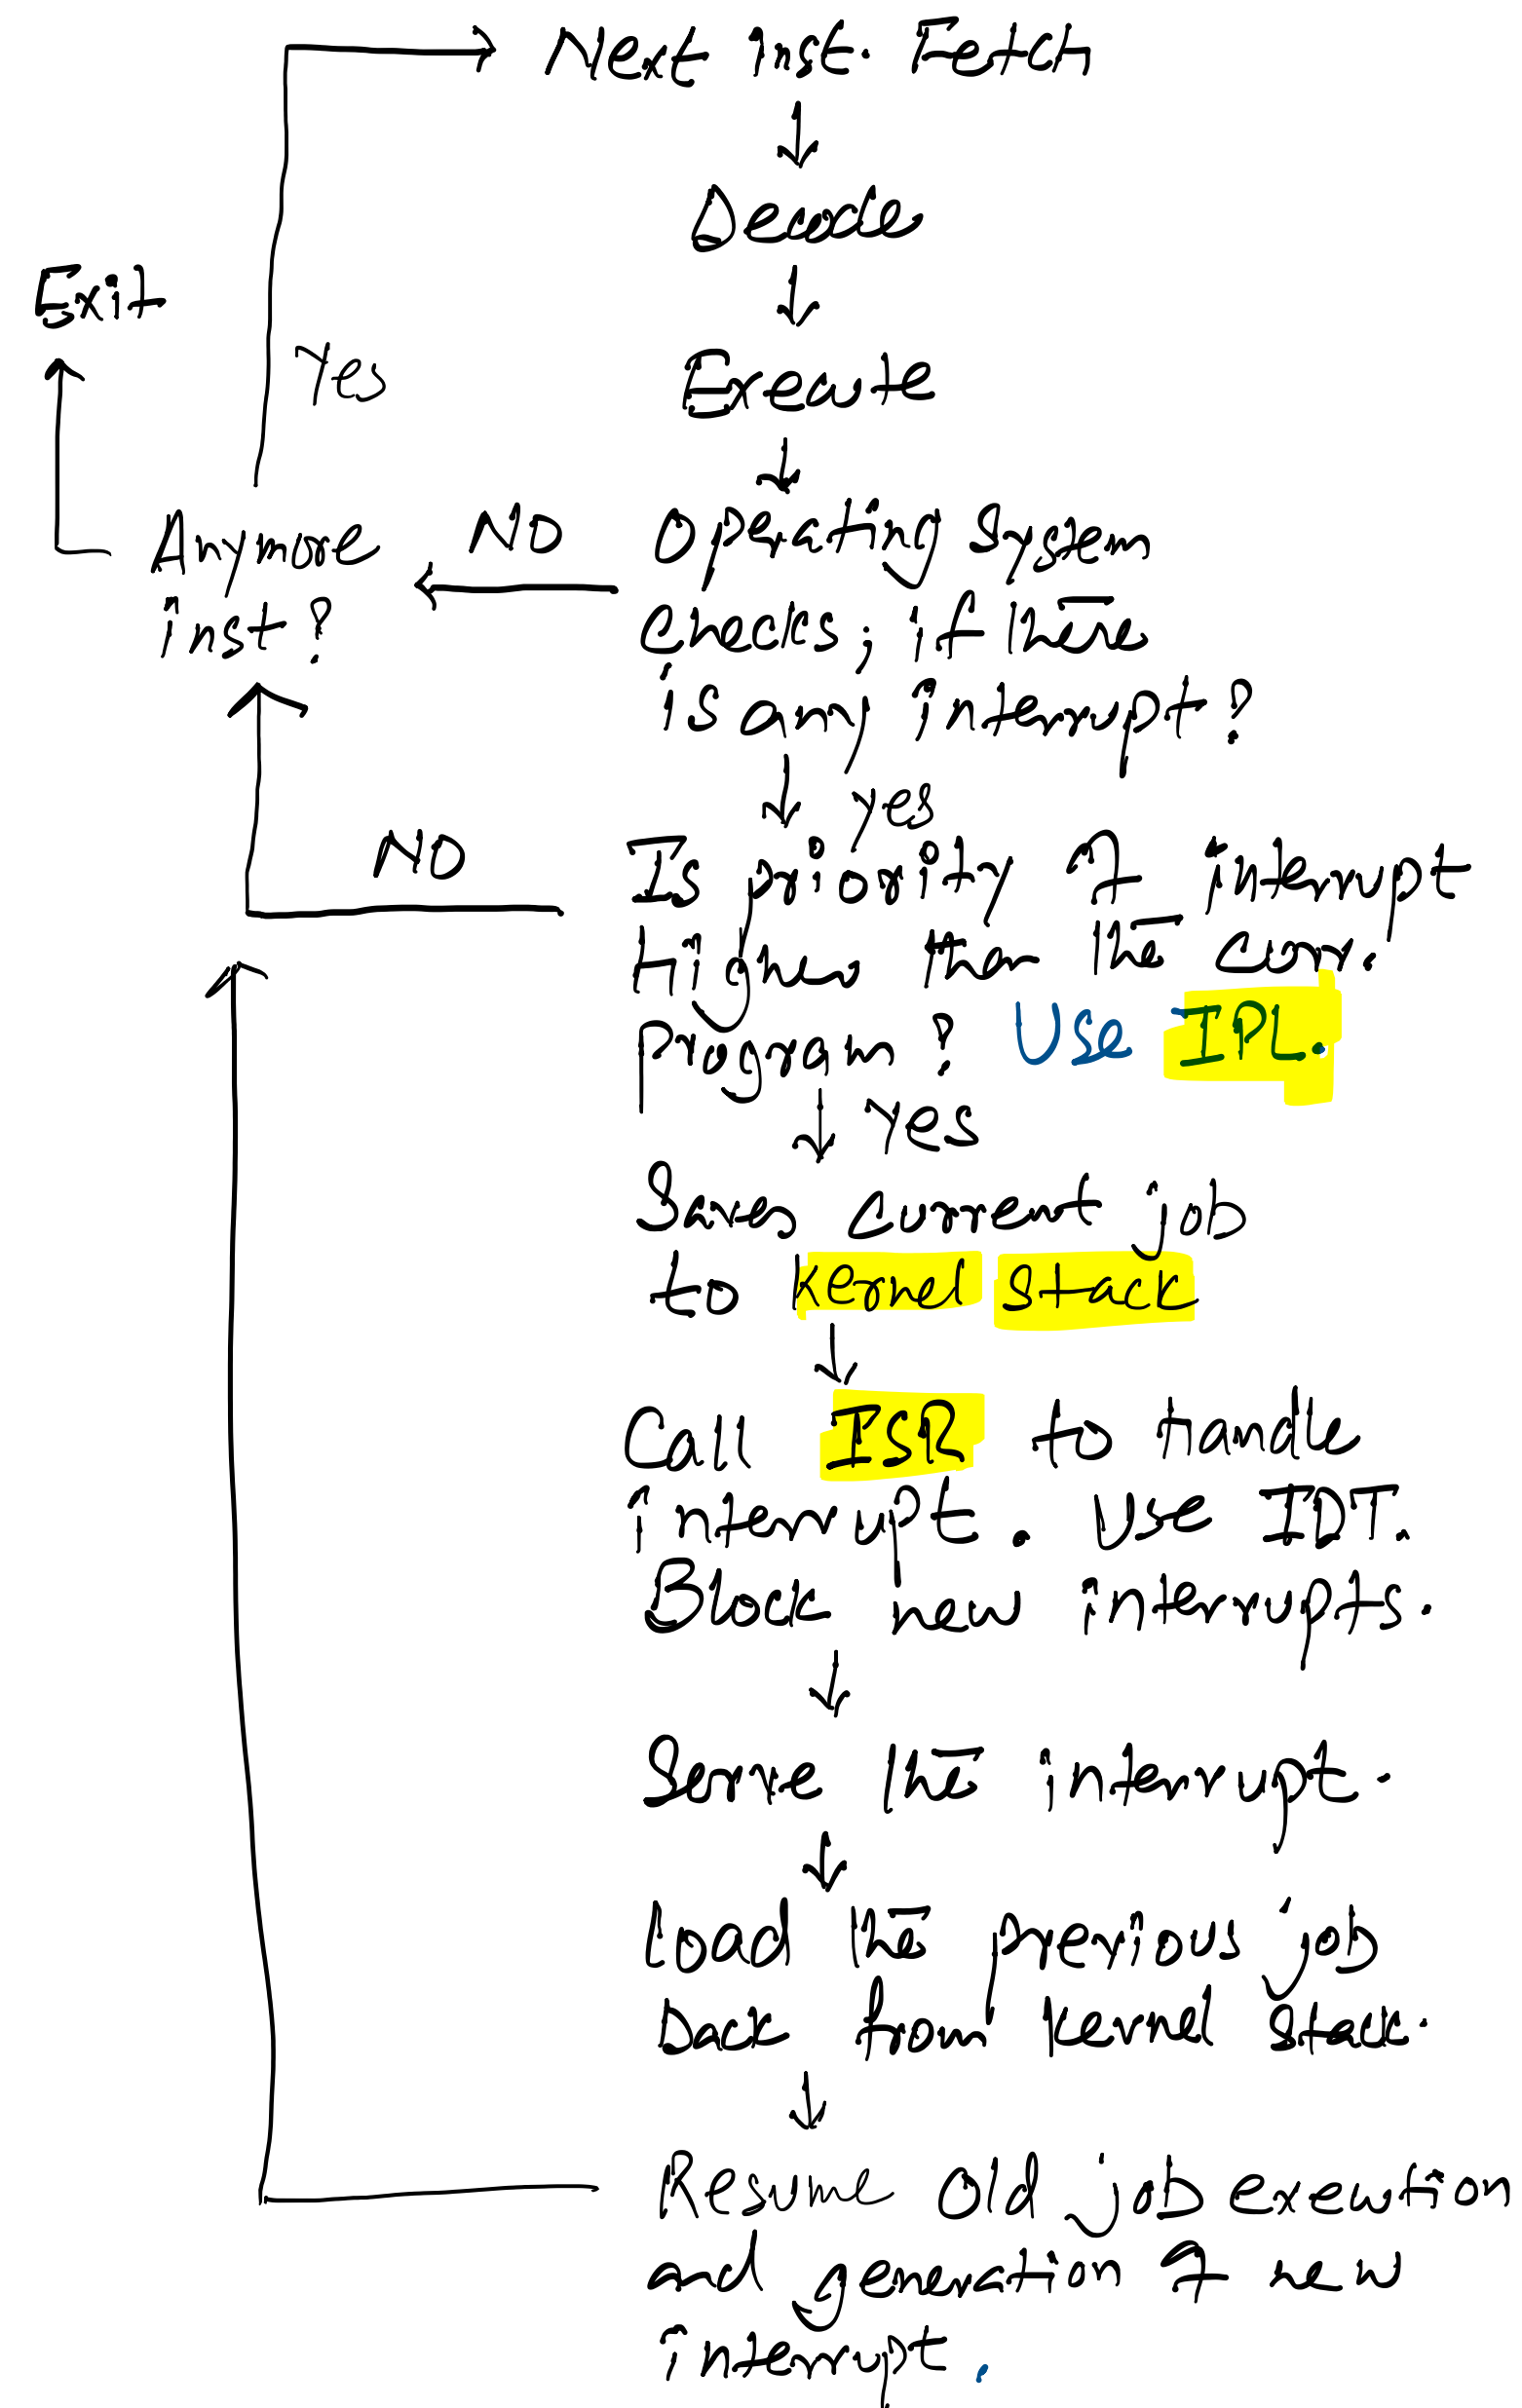 Next inst. Fetch
Decode
Exit
Yes
Execute
Anymore
inst?
NO
Operating System
checks; if there
is any interrupt?
yes
NO
Is priority of interrupt
Higher than the curr.
program? Use IPL.
Yes
Saves current job
to kernel stack
Call ISR to handle
interrupt. Use IDT.
Block new interrupts.
Serve the interrupt.
Load the previous job
back from kernel stack.
Resume old job execution
and generation of new
interrupt.